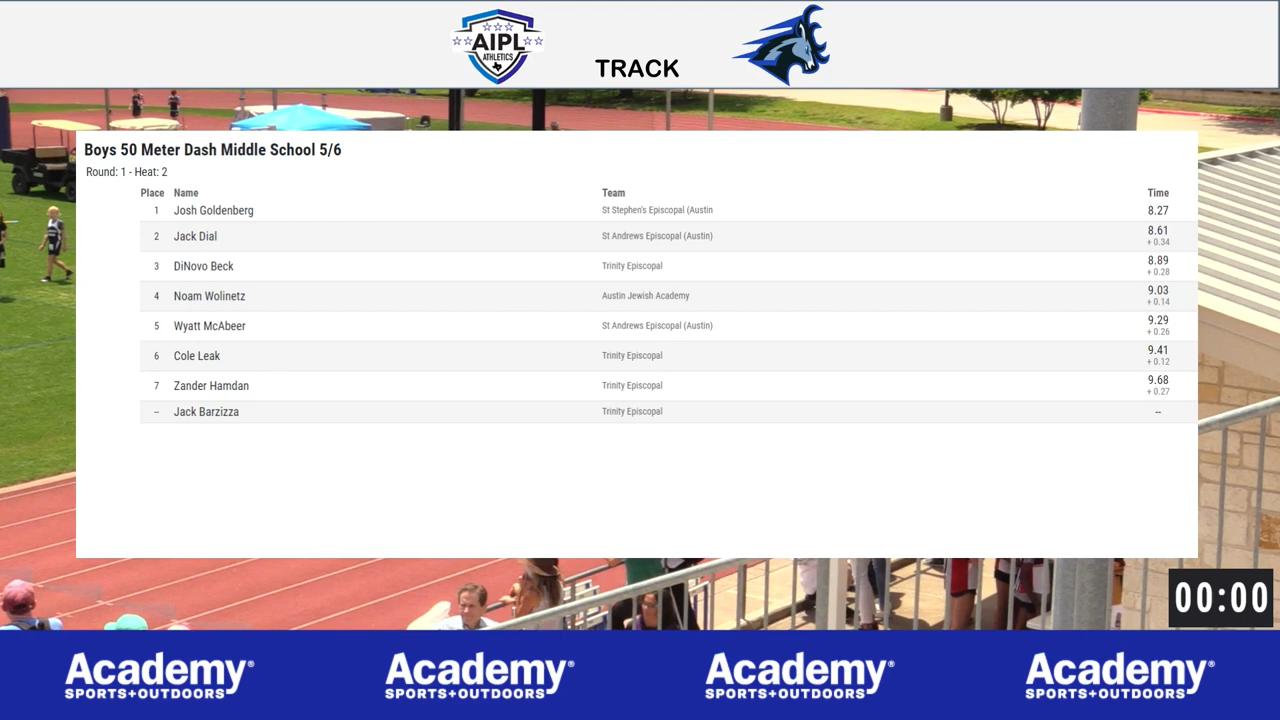 AIPL
ATHLETICS
TRACK
Boys 50 Meter Dash Middle School 5/6
Round: 1 - Heat: 2
Place Name Team Time
1 Josh Goldenberg St Stephen's Episcopal (Austin 8.27
2 Jack Dial St Andrews Episcopal (Austin) 8.61
+ 0.34
3 DiNovo Beck Trinity Episcopal 8.89
+ 0.28
4 Noam Wolinetz Austin Jewish Academy 9.03
+ 0.14
5 Wyatt McAbeer St Andrews Episcopal (Austin) 9.29
+ 0.26
6 Cole Leak Trinity Episcopal 9.41
+ 0.12
7 Zander Hamdan Trinity Episcopal 9.68
+ 0.27
-- Jack Barzizza Trinity Episcopal --
00:00
Academy® Academy® Academy® Academy®
SPORTS+OUTDOORS SPORTS+OUTDOORS SPORTS+OUTDOORS SPORTS+OUTDOORS